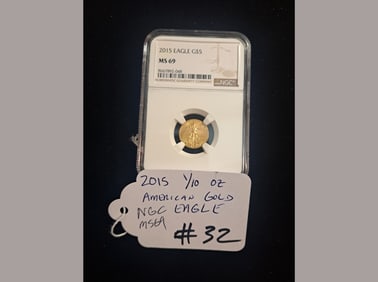 2015 EAGLE G$5
MS 69
NGC
2015 1/10 OZ
AMERICAN GOLD
NGC EAGLE
MS69
#32